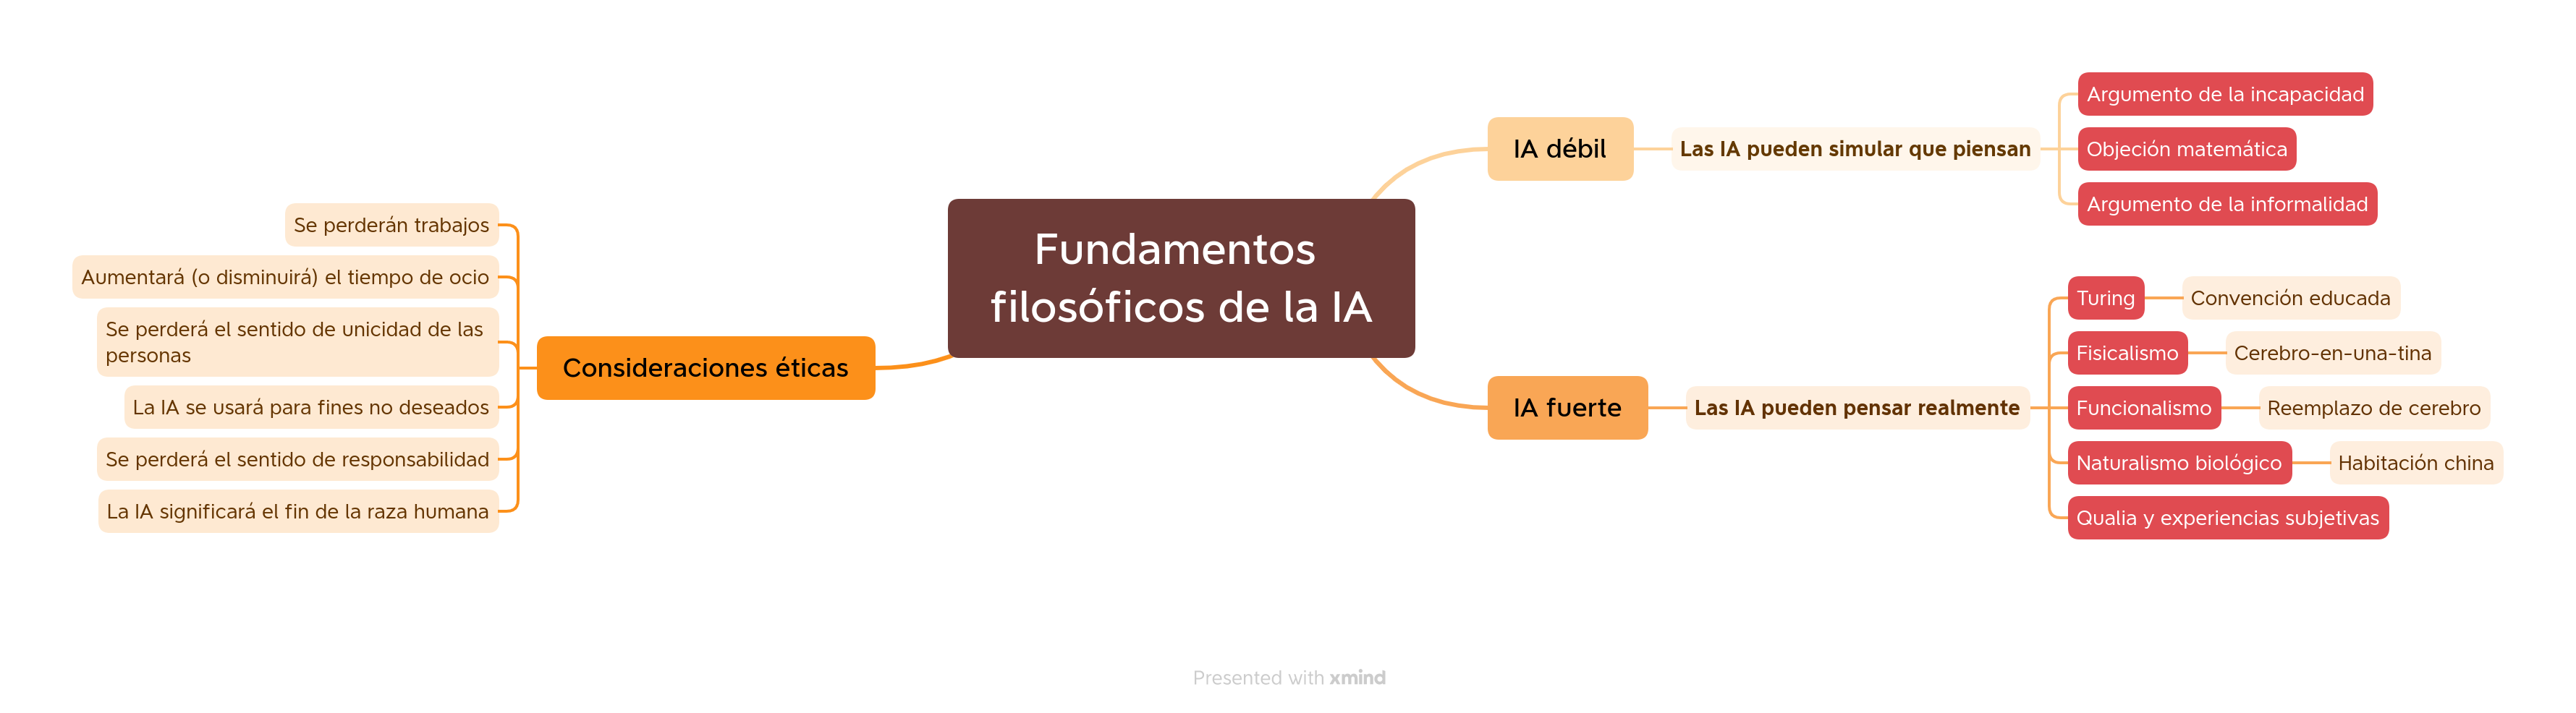 Fundamentos
filosóficos de la IA
IA débil
Las IA pueden simular que piensan
Argumento de la incapacidad
Objeción matemática
Argumento de la informalidad
IA fuerte
Las IA pueden pensar realmente
Turing
Convención educada
Fisicalismo
Cerebro-en-una-tina
Funcionalismo
Reemplazo de cerebro
Naturalismo biológico
Habitación china
Qualia y experiencias subjetivas
Consideraciones éticas
Se perderán trabajos
Aumentará (o disminuirá) el tiempo de ocio
Se perderá el sentido de unicidad de las
personas
La IA se usará para fines no deseados
Se perderá el sentido de responsabilidad
La IA significará el fin de la raza humana
Presented with xmind